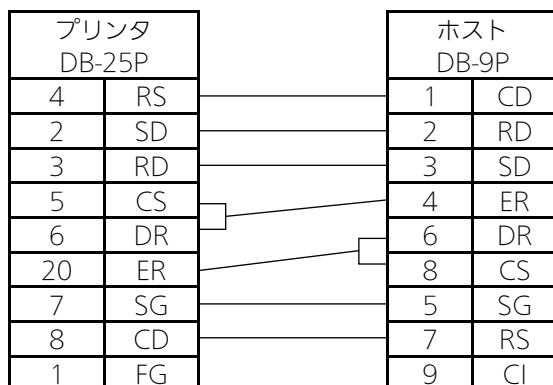 プリンタ ホスト
DB-25P DB-9P
4 RS 1 CD
2 SD 2 RD
3 RD 3 SD
5 CS 4 ER
6 DR 6 DR
20 ER 8 CS
7 SG 5 SG
8 CD 7 RS
1 FG 9 CI